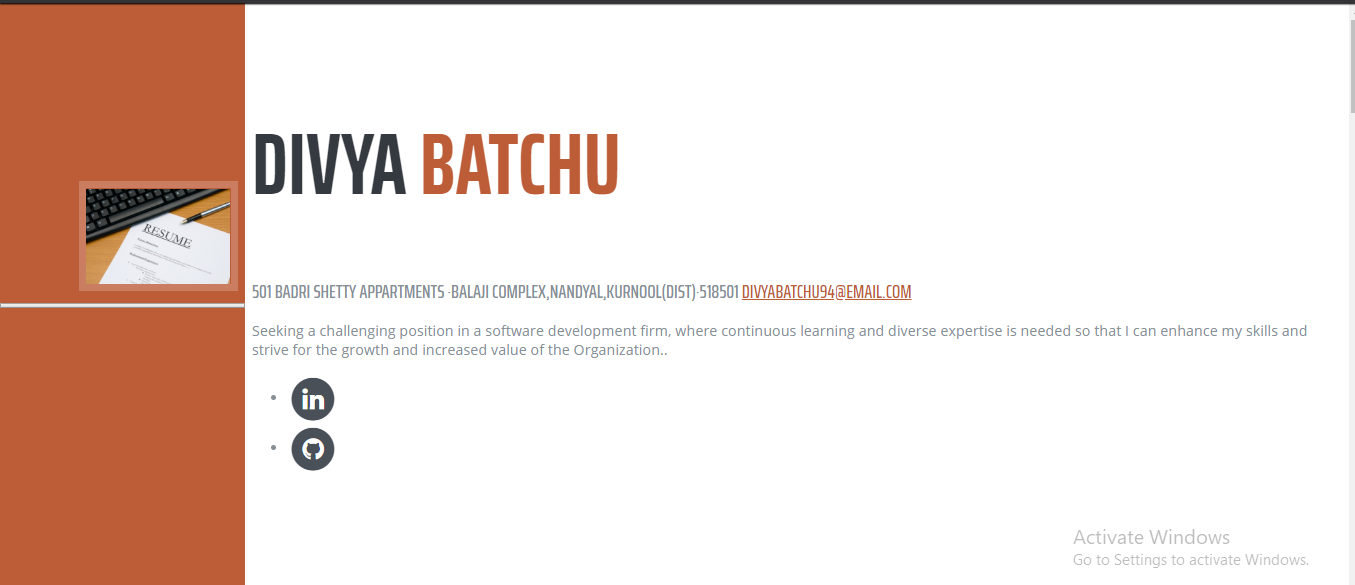 DIVYA BATCHU
RESUME
501 BADRI SHETTY APPARTMENTS ·BALAJI COMPLEX,NANDYAL,KURNOOL(DIST)·518501 DIVYABATCHU94@EMAIL.COM
Seeking a challenging position in a software development firm, where continuous learning and diverse expertise is needed so that I can enhance my skills and
strive for the growth and increased value of the Organization..
in
Activate Windows
Go to Settings to activate Windows.